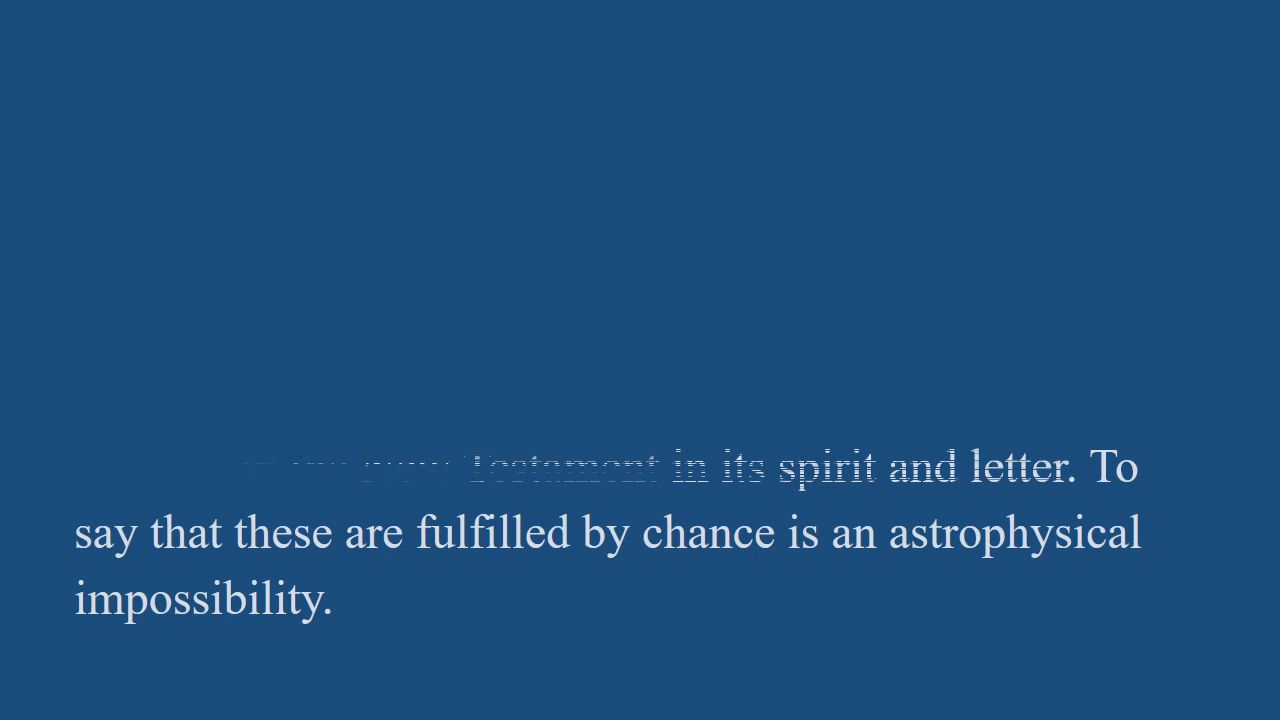 Testament in its spirit and letter. To
say that these are fulfilled by chance is an astrophysical
impossibility.